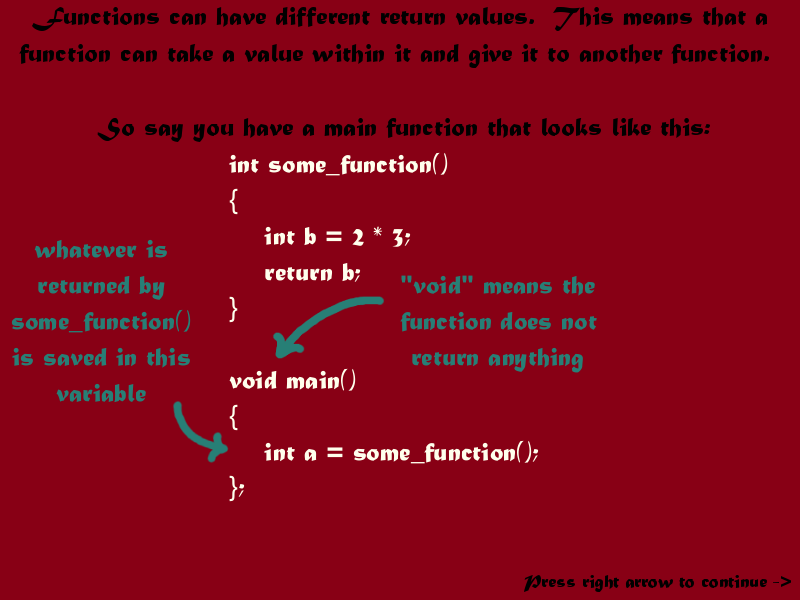 Functions can have different return values.  This means that a
function can take a value within it and give it to another function.
So say you have a main function that looks like this:
int some_function()
{
int b = 2 * 3;
return b;
}
whatever is
returned by
some_function()
is saved in this
variable
"void" means the
function does not
return anything
void main()
{
int a = some_function();
};
Press right arrow to continue ->